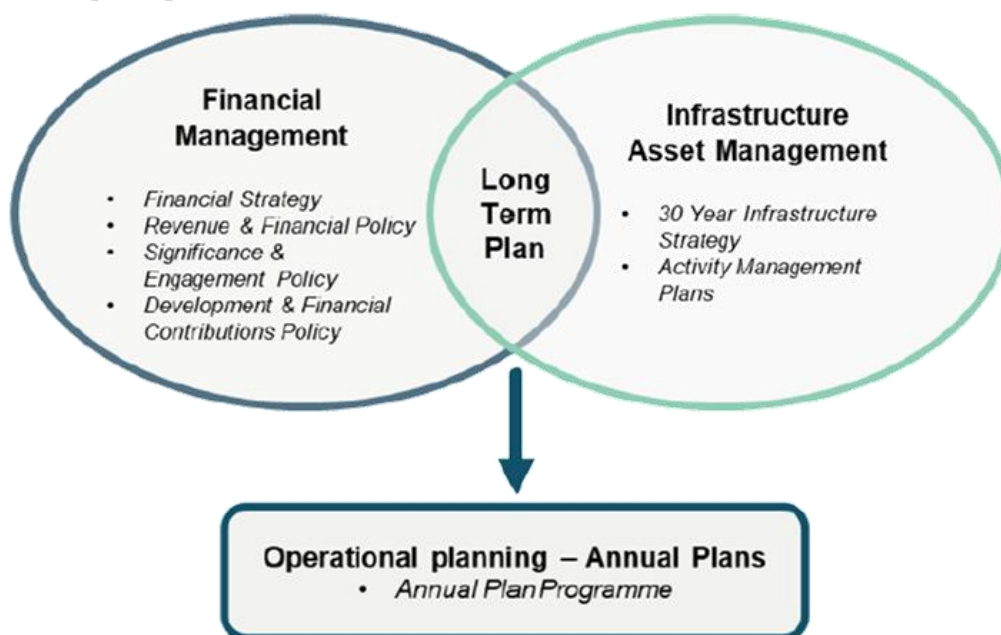 Financial
Management
• Financial Strategy
• Revenue & Financial Policy
• Significance &
Engagement Policy
• Development & Financial
Contributions Policy
Long
Term
Plan
Infrastructure
Asset Management
• 30 Year Infrastructure
Strategy
• Activity Management
Plans
Operational planning – Annual Plans
• Annual Plan Programme